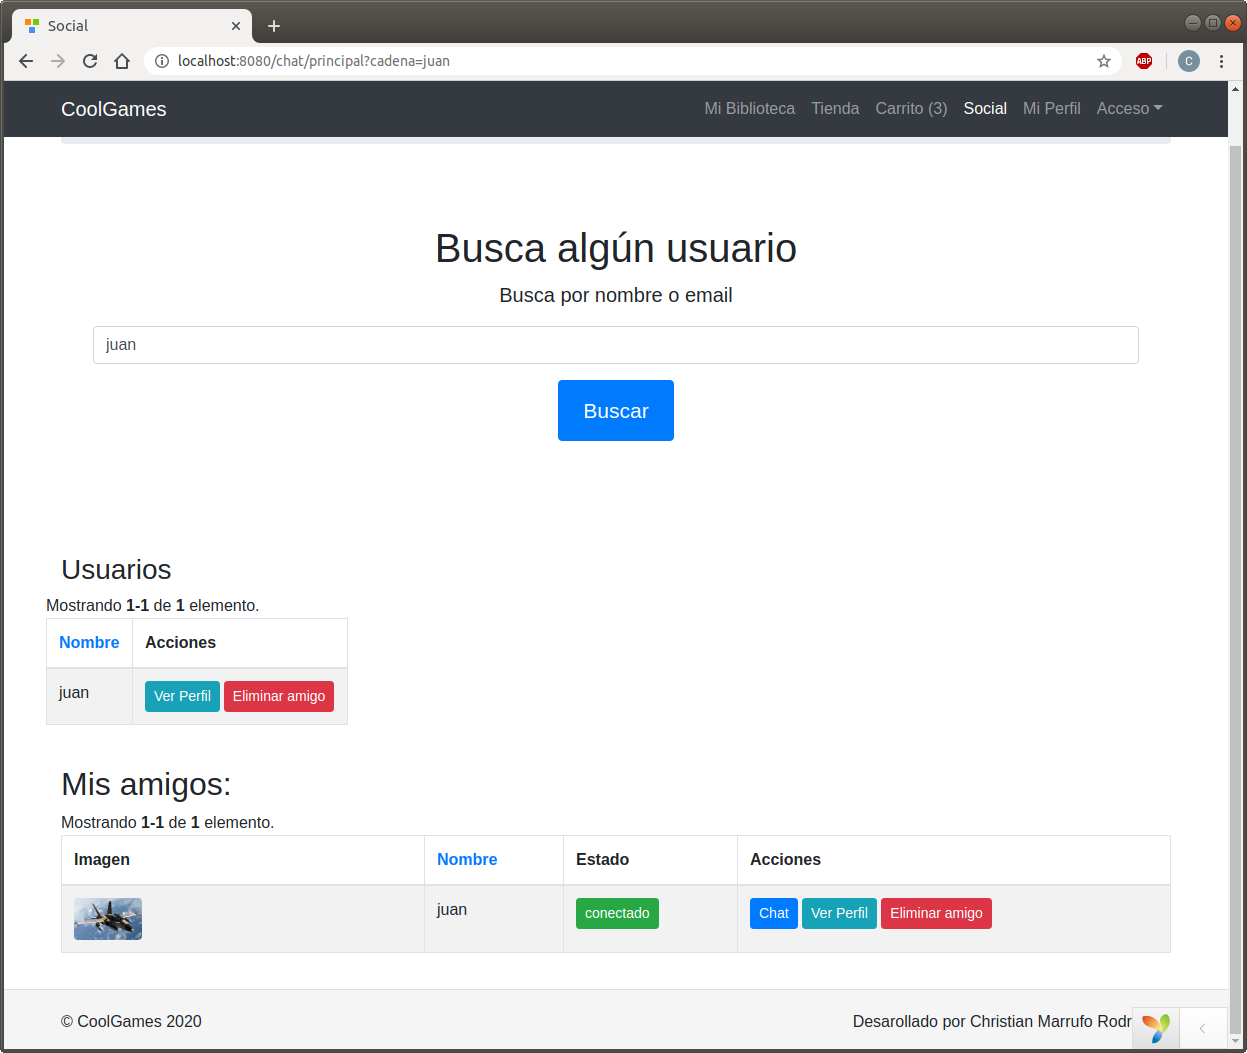 Social
localhost:8080/chat/principal?cadena=juan
ABP
C
CoolGames
Mi Biblioteca Tienda Carrito (3) Social Mi Perfil Acceso
Busca algún usuario
Busca por nombre o email
juan
Buscar
Usuarios
Mostrando 1-1 de 1 elemento.
Nombre Acciones
juan Ver Perfil Eliminar amigo
Mis amigos:
Mostrando 1-1 de 1 elemento.
Imagen Nombre Estado Acciones
juan conectado Chat Ver Perfil Eliminar amigo
© CoolGames 2020 Desarollado por Christian Marrufo Rodr